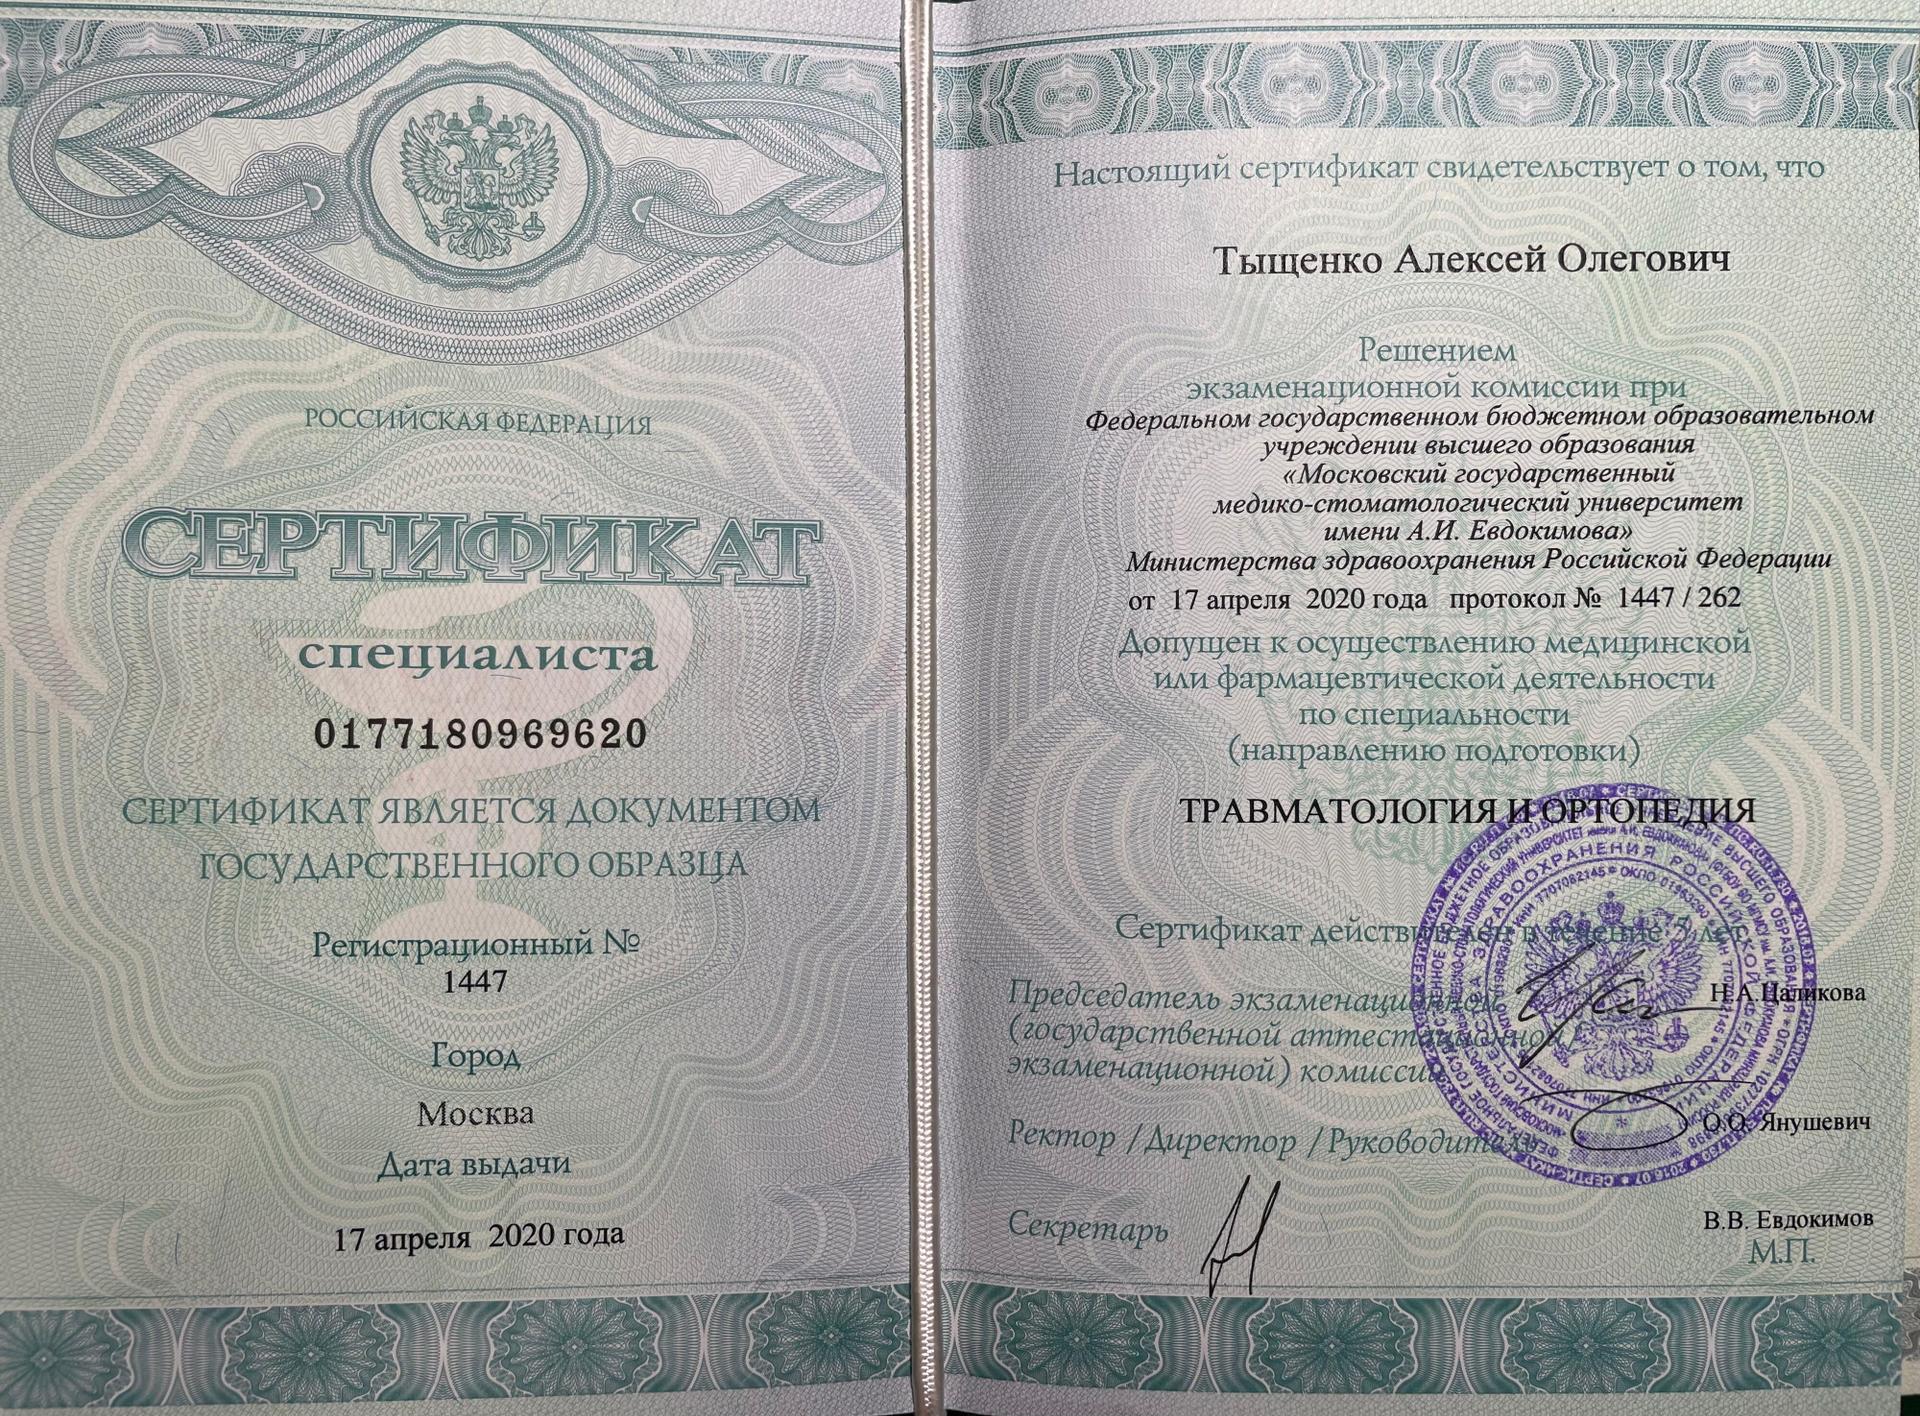 РОССИЙСКАЯ ФЕДЕРАЦИЯ
СЕРТИФИКАТ
специалиста
0177180969620
СЕРТИФИКАТ ЯВЛЯЕТСЯ ДОКУМЕНТОМ
ГОСУДАРСТВЕННОГО ОБРАЗЦА
Регистрационный №
1447
Город
Москва
Дата выдачи
17 апреля 2020 года
Настоящий сертификат свидетельствует о том, что
Тыщенко Алексей Олегович
Решением
экзаменационной комиссии при
Федеральном государственном бюджетном образовательном
учреждении высшего образования
«Московский государственный
медико-стоматологический университет
имени А.И. Евдокимова»
Министерства здравоохранения Российской Федерации
от 17 апреля 2020 года протокол № 1447 / 262
Допущен к осуществлению медицинской
или фармацевтической деятельности
по специальности
(направлению подготовки)
ТРАВМАТОЛОГИЯ И ОРТОПЕДИЯ
Сертификат действителен в течение 5 лет
Председатель экзаменационной
(государственной аттестационной/
экзаменационной) комиссии
Н.А.Цаликова
Ректор /Директор /Руководитель
О.О. Янушевич
Секретарь
В.В. Евдокимов
М.П.